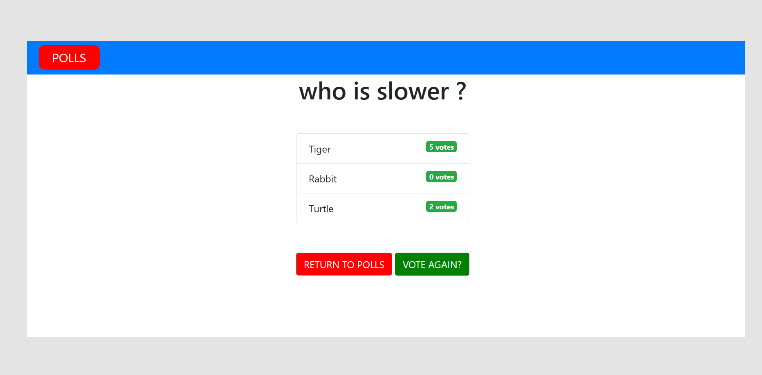 POLLS
who is slower ?
Tiger 5 votes
Rabbit 0 votes
Turtle 2 votes
RETURN TO POLLS VOTE AGAIN?